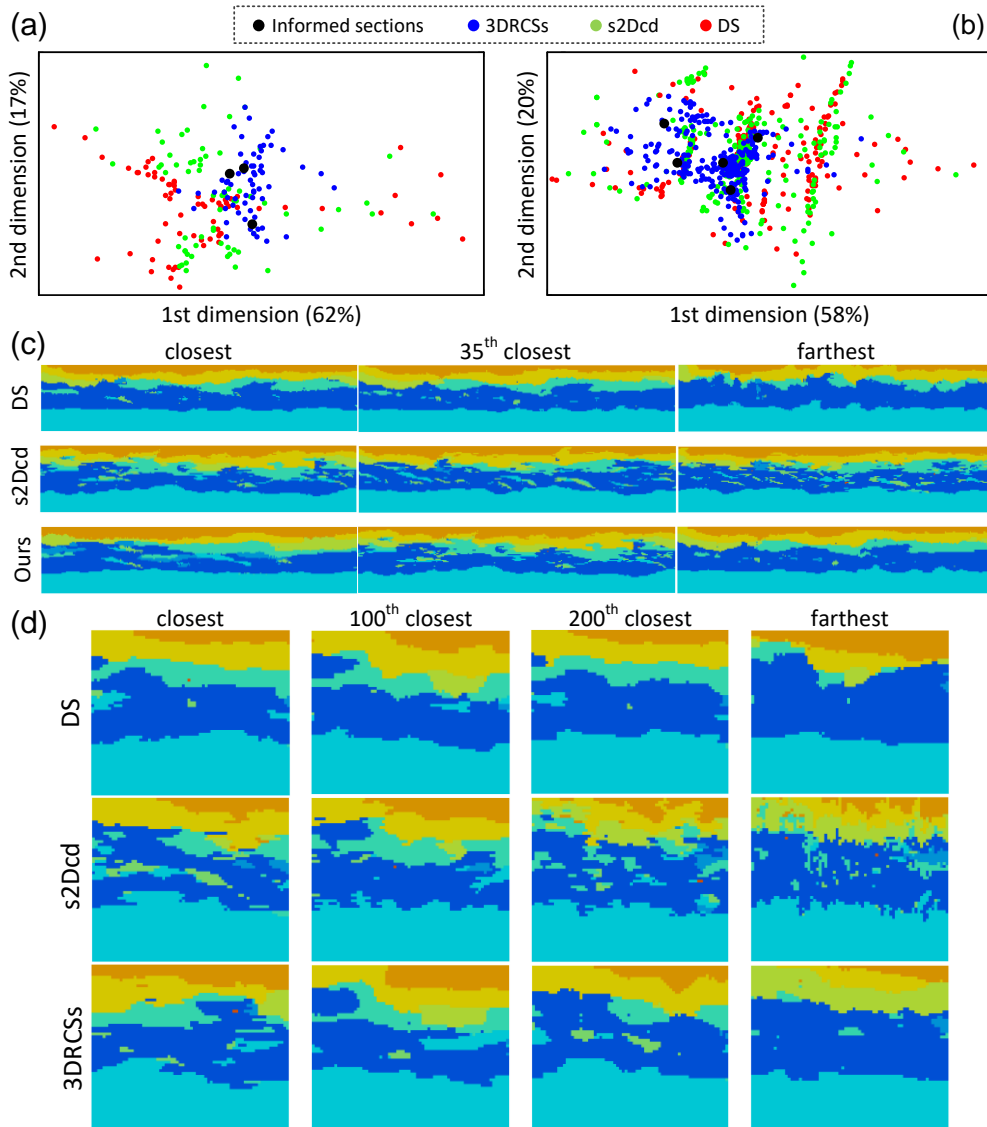 (a)
Informed sections 3DRCSs s2Dcd DS
(b)
2nd dimension (17%)
1st dimension (62%)
2nd dimension (20%)
1st dimension (58%)
(c)
closest 35th closest farthest
DS
s2Dcd
Ours
(d)
closest 100th closest 200th closest farthest
DS
s2Dcd
3DRCSs